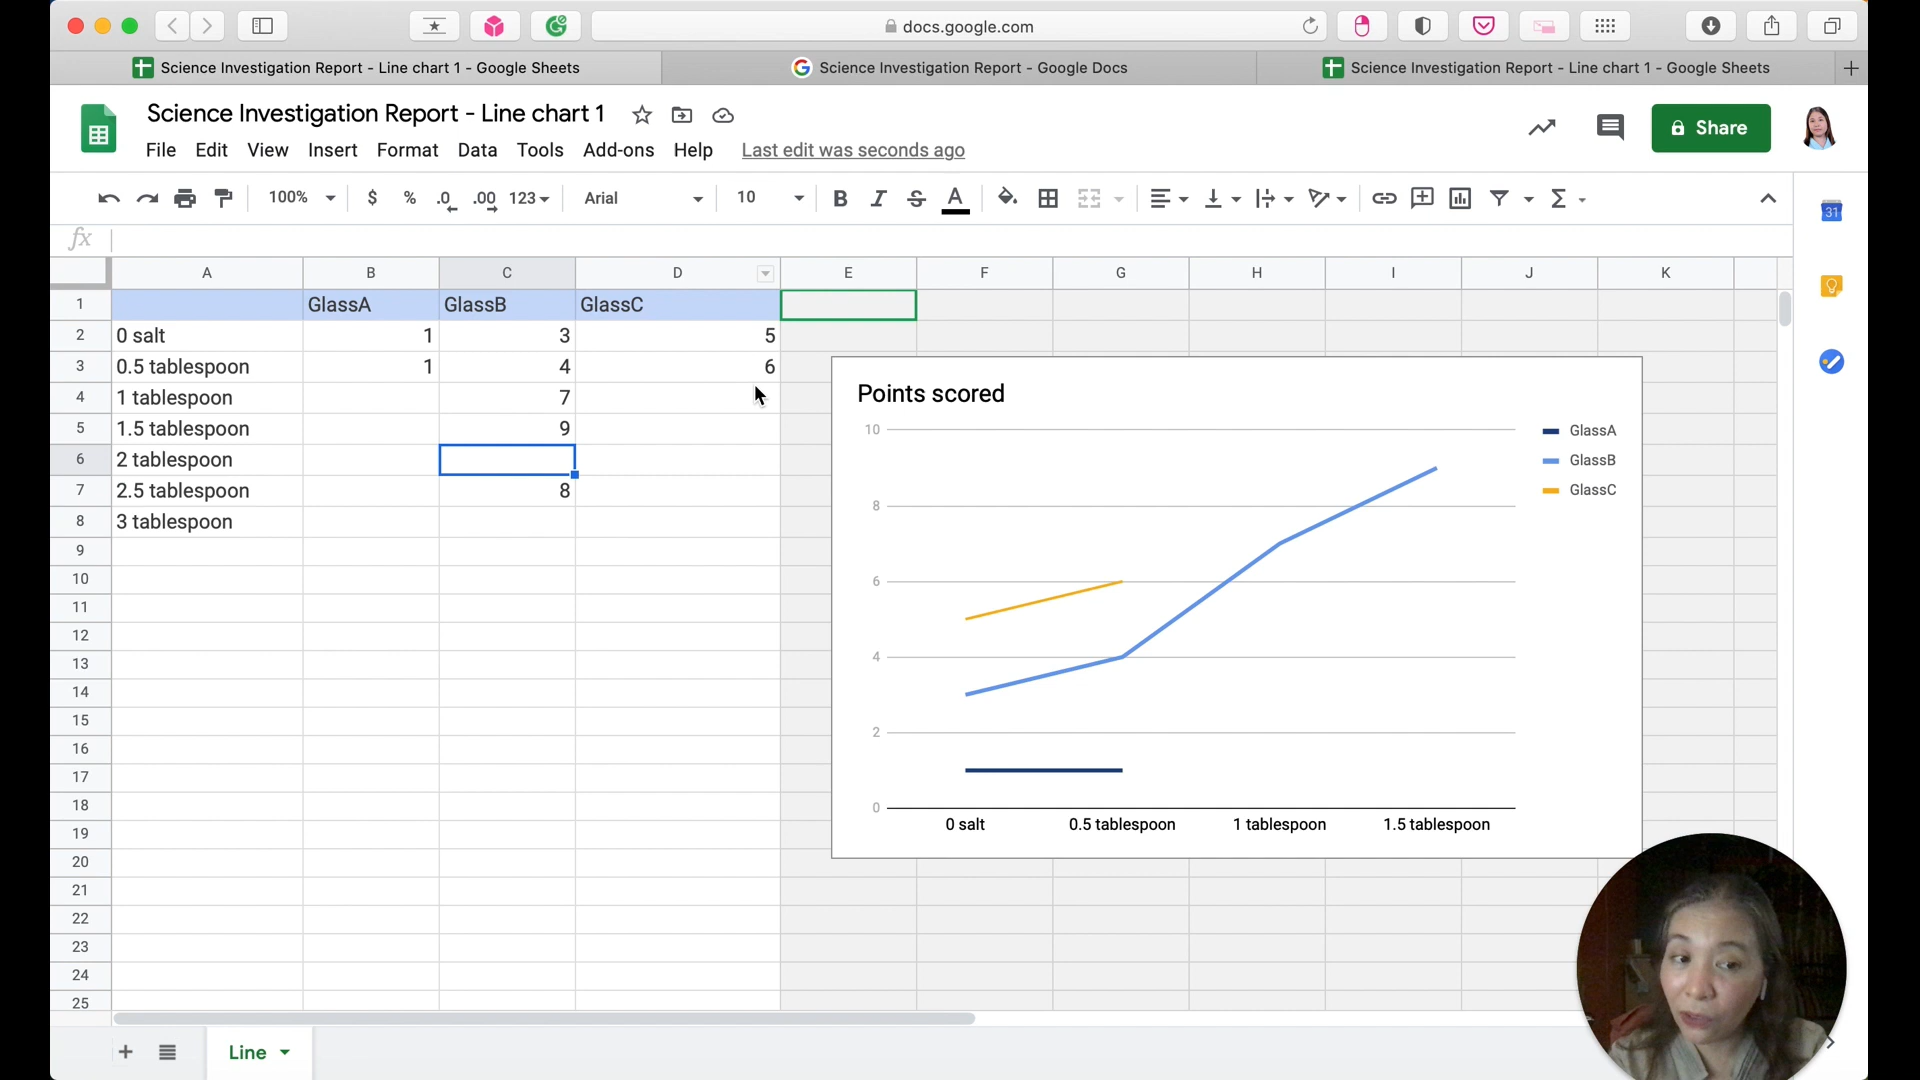 docs.google.com
Science Investigation Report - Line chart 1 - Google Sheets
Science Investigation Report - Google Docs
Science Investigation Report - Line chart 1 - Google Sheets
Science Investigation Report - Line chart 1
Share
File Edit View Insert Format Data Tools Add-ons Help Last edit was seconds ago
100% $ % .0 .00 123 Arial 10 B I S A Σ
31
fx
A B C D E F G H I J K
1 GlassA GlassB GlassC
2 0 salt 1 3 5
3 0.5 tablespoon 1 4 6
4 1 tablespoon 7
5 1.5 tablespoon 9
6 2 tablespoon
7 2.5 tablespoon 8
8 3 tablespoon
9
10
11
12
13
14
15
16
17
18
19
20
21
22
23
24
25
Points scored
10
8
6
4
2
0
0 salt 0.5 tablespoon 1 tablespoon 1.5 tablespoon
GlassA
GlassB
GlassC
Line